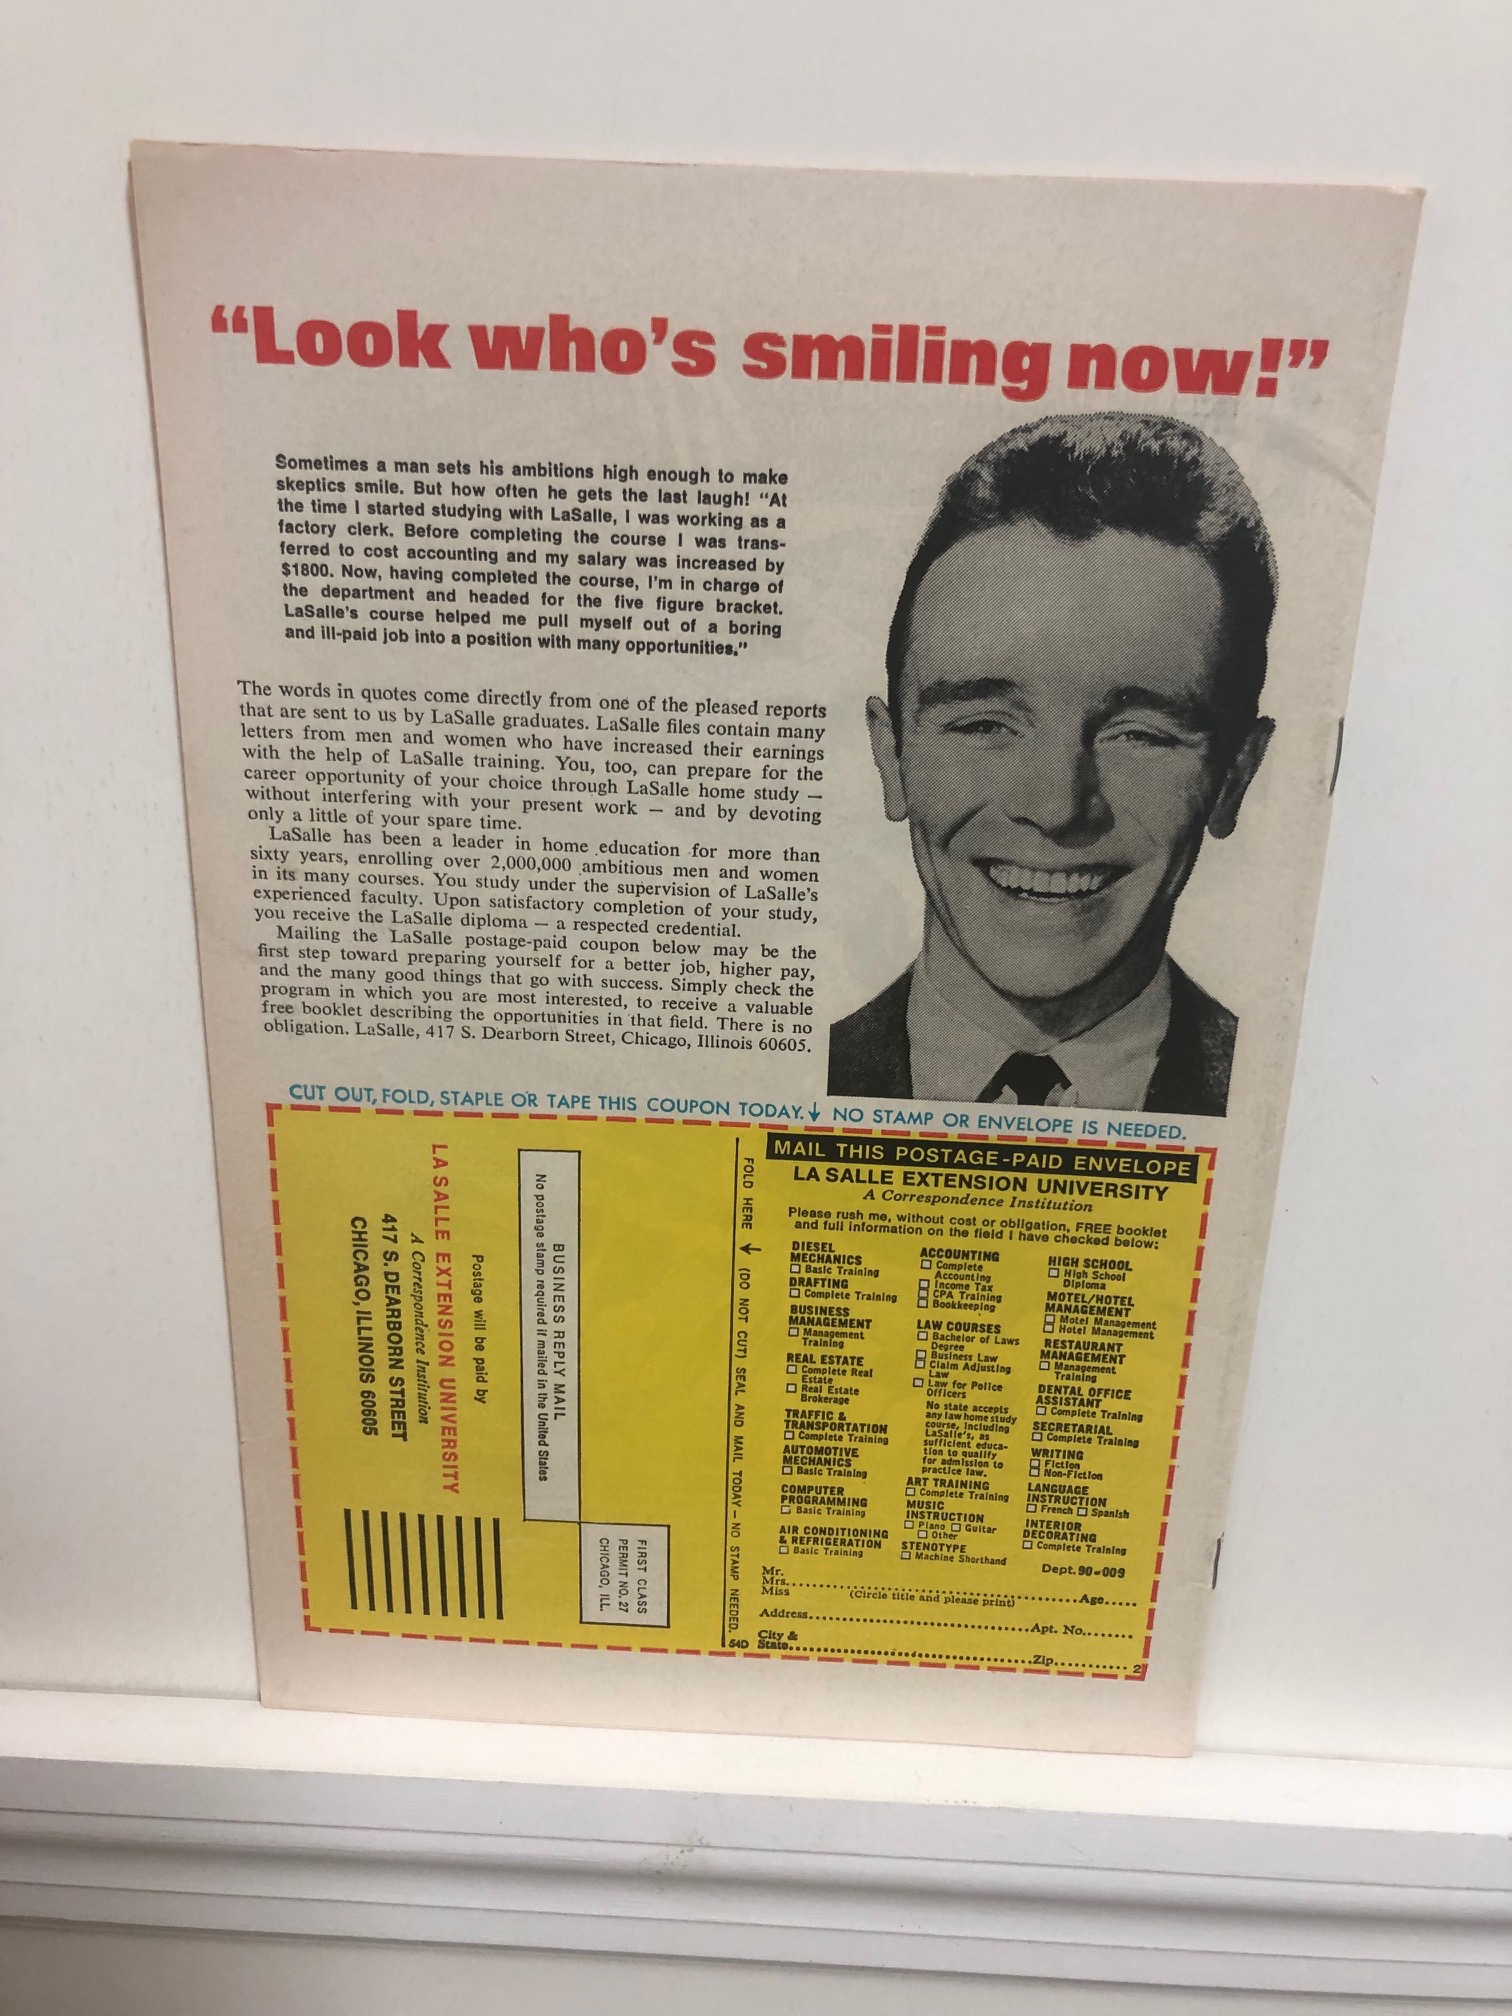 “Look who’s smiling now!”
Sometimes a man sets his ambitions high enough to make
skeptics smile. But how often he gets the last laugh! “At
the time I started studying with LaSalle, I was working as a
factory clerk. Before completing the course I was trans-
ferred to cost accounting and my salary was increased by
$1800. Now, having completed the course, I’m in charge of
the department and headed for the five figure bracket.
LaSalle’s course helped me pull myself out of a boring
and ill-paid job into a position with many opportunities.”
The words in quotes come directly from one of the pleased reports
that are sent to us by LaSalle graduates. LaSalle files contain many
letters from men and women who have increased their earnings
with the help of LaSalle training. You, too, can prepare for the
career opportunity of your choice through LaSalle home study —
without interfering with your present work — and by devoting
only a little of your spare time.
LaSalle has been a leader in home education for more than
sixty years, enrolling over 2,000,000 ambitious men and women
in its many courses. You study under the supervision of LaSalle’s
experienced faculty. Upon satisfactory completion of your study,
you receive the LaSalle diploma — a respected credential.
Mailing the LaSalle postage-paid coupon below may be the
first step toward preparing yourself for a better job, higher pay,
and the many good things that go with success. Simply check the
program in which you are most interested, to receive a valuable
free booklet describing the opportunities in that field. There is no
obligation. LaSalle, 417 S. Dearborn Street, Chicago, Illinois 60605.
CUT OUT, FOLD, STAPLE OR TAPE THIS COUPON TODAY.↓ NO STAMP OR ENVELOPE IS NEEDED.
FIRST CLASS
PERMIT NO. 27
CHICAGO, ILL.
BUSINESS REPLY MAIL
No postage stamp required if mailed in the United States
Postage will be paid by
LA SALLE EXTENSION UNIVERSITY
A Correspondence Institution
417 S. DEARBORN STREET
CHICAGO, ILLINOIS 60605
FOLD HERE ↓ (DO NOT CUT) SEAL AND MAIL TODAY – NO STAMP NEEDED.
54D
MAIL THIS POSTAGE-PAID ENVELOPE
LA SALLE EXTENSION UNIVERSITY
A Correspondence Institution
Please rush me, without cost or obligation, FREE booklet
and full information on the field I have checked below:
DIESEL
MECHANICS
☐ Basic Training
DRAFTING
☐ Complete Training
BUSINESS
MANAGEMENT
☐ Management
Training
REAL ESTATE
☐ Complete Real
Estate
☐ Real Estate
Brokerage
TRAFFIC &
TRANSPORTATION
☐ Complete Training
AUTOMOTIVE
MECHANICS
☐ Basic Training
COMPUTER
PROGRAMMING
☐ Basic Training
AIR CONDITIONING
& REFRIGERATION
☐ Basic Training
ACCOUNTING
☐ Complete
Accounting
☐ Income Tax
☐ CPA Training
☐ Bookkeeping
LAW COURSES
☐ Bachelor of Laws
Degree
☐ Business Law
☐ Claim Adjusting
Law
☐ Law for Police
Officers
No state accepts
any law home study
course, including
LaSalle’s, as
sufficient educa-
tion to qualify
for admission to
practice law.
ART TRAINING
☐ Complete Training
MUSIC
INSTRUCTION
☐ Piano ☐ Guitar
☐ Other
STENOTYPE
☐ Machine Shorthand
HIGH SCHOOL
☐ High School
Diploma
MOTEL/HOTEL
MANAGEMENT
☐ Motel Management
☐ Hotel Management
RESTAURANT
MANAGEMENT
☐ Management
Training
DENTAL OFFICE
ASSISTANT
☐ Complete Training
SECRETARIAL
☐ Complete Training
WRITING
☐ Fiction
☐ Non-Fiction
LANGUAGE
INSTRUCTION
☐ French ☐ Spanish
INTERIOR
DECORATING
☐ Complete Training
Dept. 90-009
Mr.
Mrs.......................................Age.....
Miss (Circle title and please print)
Address...............................Apt. No........
City &
State...............................Zip............ 2